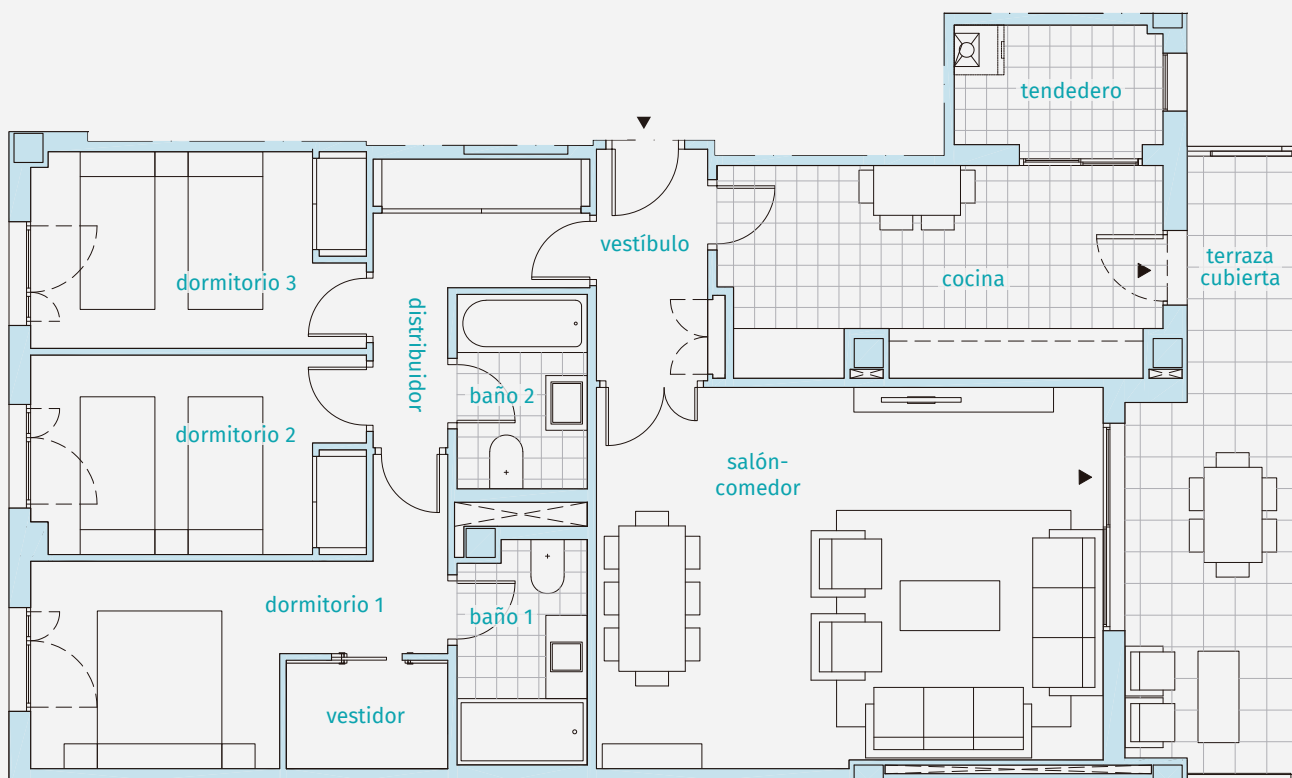 tendedero
vestíbulo
terraza
cubierta
dormitorio 3
cocina
distribuidor
baño 2
dormitorio 2
salón-
comedor
dormitorio 1
baño 1
vestidor